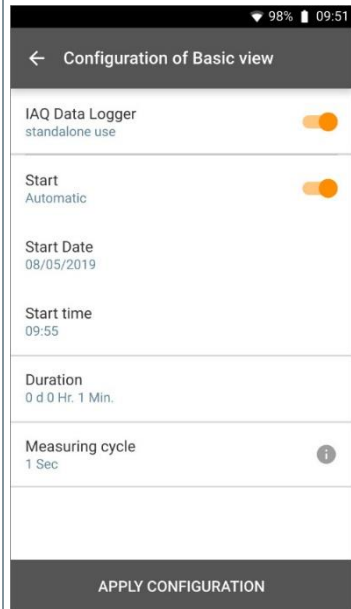 98% 09:51
Configuration of Basic view
IAQ Data Logger
standalone use
Start
Automatic
Start Date
08/05/2019
Start time
09:55
Duration
0 d 0 Hr. 1 Min.
Measuring cycle
1 Sec
APPLY CONFIGURATION